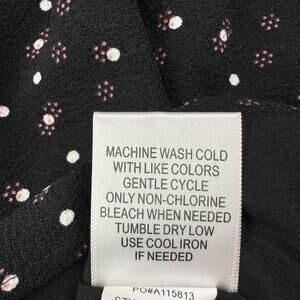 MACHINE WASH COLD
WITH LIKE COLORS
GENTLE CYCLE
ONLY NON-CHLORINE
BLEACH WHEN NEEDED
TUMBLE DRY LOW
USE COOL IRON
IF NEEDED
PO#A115813